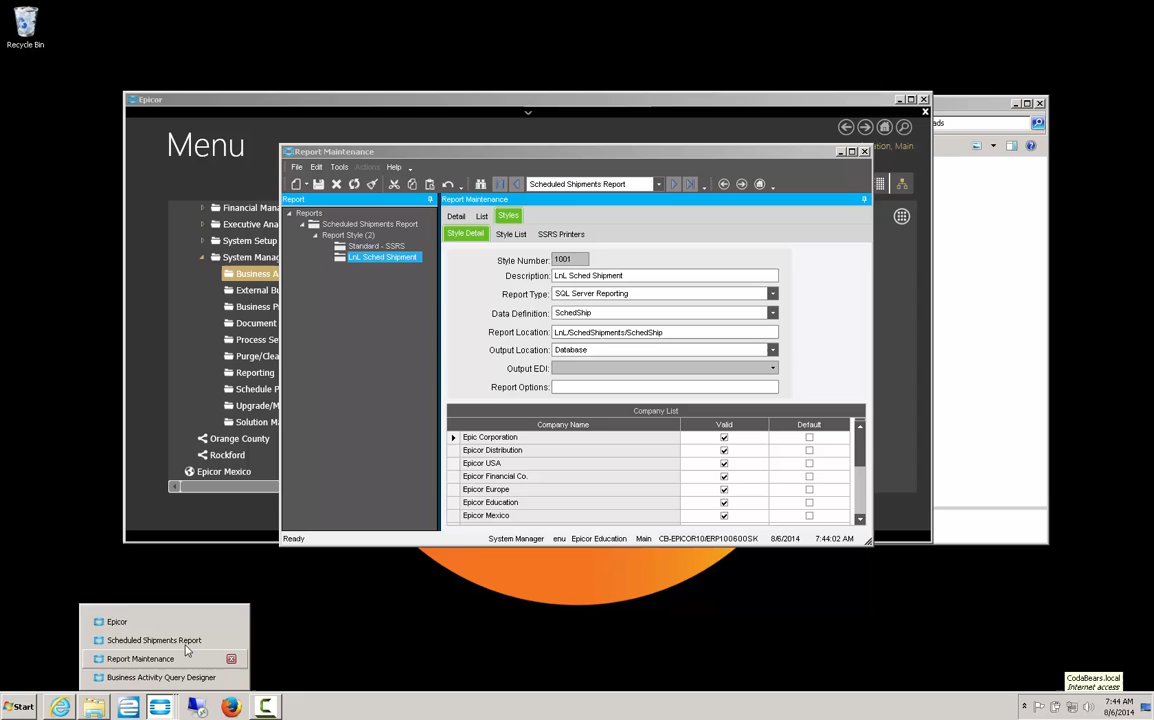 Recycle Bin
Epicor
Menu
ation, Main
ads
Financial Mana
Executive Ana
System Setup
System Manag
Business A
External Bu
Business P
Document
Process Se
Purge/Clea
Reporting
Schedule P
Upgrade/M
Solution Ma
Orange County
Rockford
Epicor Mexico
Report Maintenance
File Edit Tools Actions Help
Scheduled Shipments Report
Report
Reports
Scheduled Shipments Report
Report Style (2)
Standard - SSRS
LnL Sched Shipment
Report Maintenance
Detail List Styles
Style Detail Style List SSRS Printers
Style Number: 1001
Description: LnL Sched Shipment
Report Type: SQL Server Reporting
Data Definition: SchedShip
Report Location: LnL/SchedShipments/SchedShip
Output Location: Database
Output EDI:
Report Options:
Company List
Company Name Valid Default
Epic Corporation
Epicor Distribution
Epicor USA
Epicor Financial Co.
Epicor Europe
Epicor Education
Epicor Mexico
Ready System Manager enu Epicor Education Main CB-EPICOR10/ERP100600SK 8/6/2014 7:44:02 AM
Epicor
Scheduled Shipments Report
Report Maintenance
Business Activity Query Designer
CodaBears.local
Internet access
Start
7:44 AM
8/6/2014